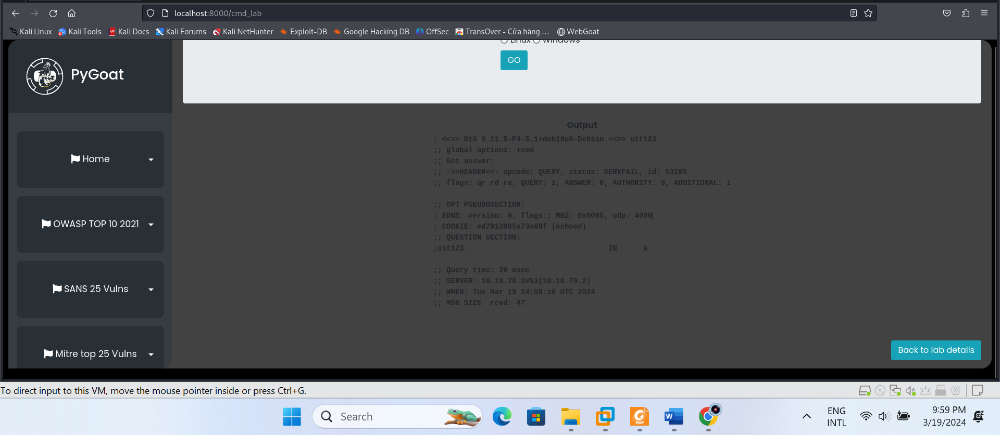 localhost:8000/cmd_lab
Kali Linux Kali Tools Kali Docs Kali Forums Kali NetHunter Exploit-DB Google Hacking DB OffSec TransOver - Cửa hàng ... WebGoat
Linux Windows
GO
PyGoat
Home
OWASP TOP 10 2021
SANS 25 Vulns
Mitre top 25 Vulns
Output
; <<>> DiG 9.11.5-P4-5.1+deb10u8-Debian <<>> uit123
;; global options: +cmd
;; Got answer:
;; ->>HEADER<<- opcode: QUERY, status: SERVFAIL, id: 53205
;; flags: qr rd ra; QUERY: 1, ANSWER: 0, AUTHORITY: 0, ADDITIONAL: 1
;; OPT PSEUDOSECTION:
; EDNS: version: 0, flags:; MBZ: 0x0005, udp: 4000
; COOKIE: ed7913085e73e89f (echoed)
;; QUESTION SECTION:
;uit123. IN A
;; Query time: 20 msec
;; SERVER: 10.18.79.2#53(10.18.79.2)
;; WHEN: Tue Mar 19 14:58:10 UTC 2024
;; MSG SIZE  rcvd: 47
Back to lab details
To direct input to this VM, move the mouse pointer inside or press Ctrl+G.
Search
ENG
INTL
9:59 PM
3/19/2024